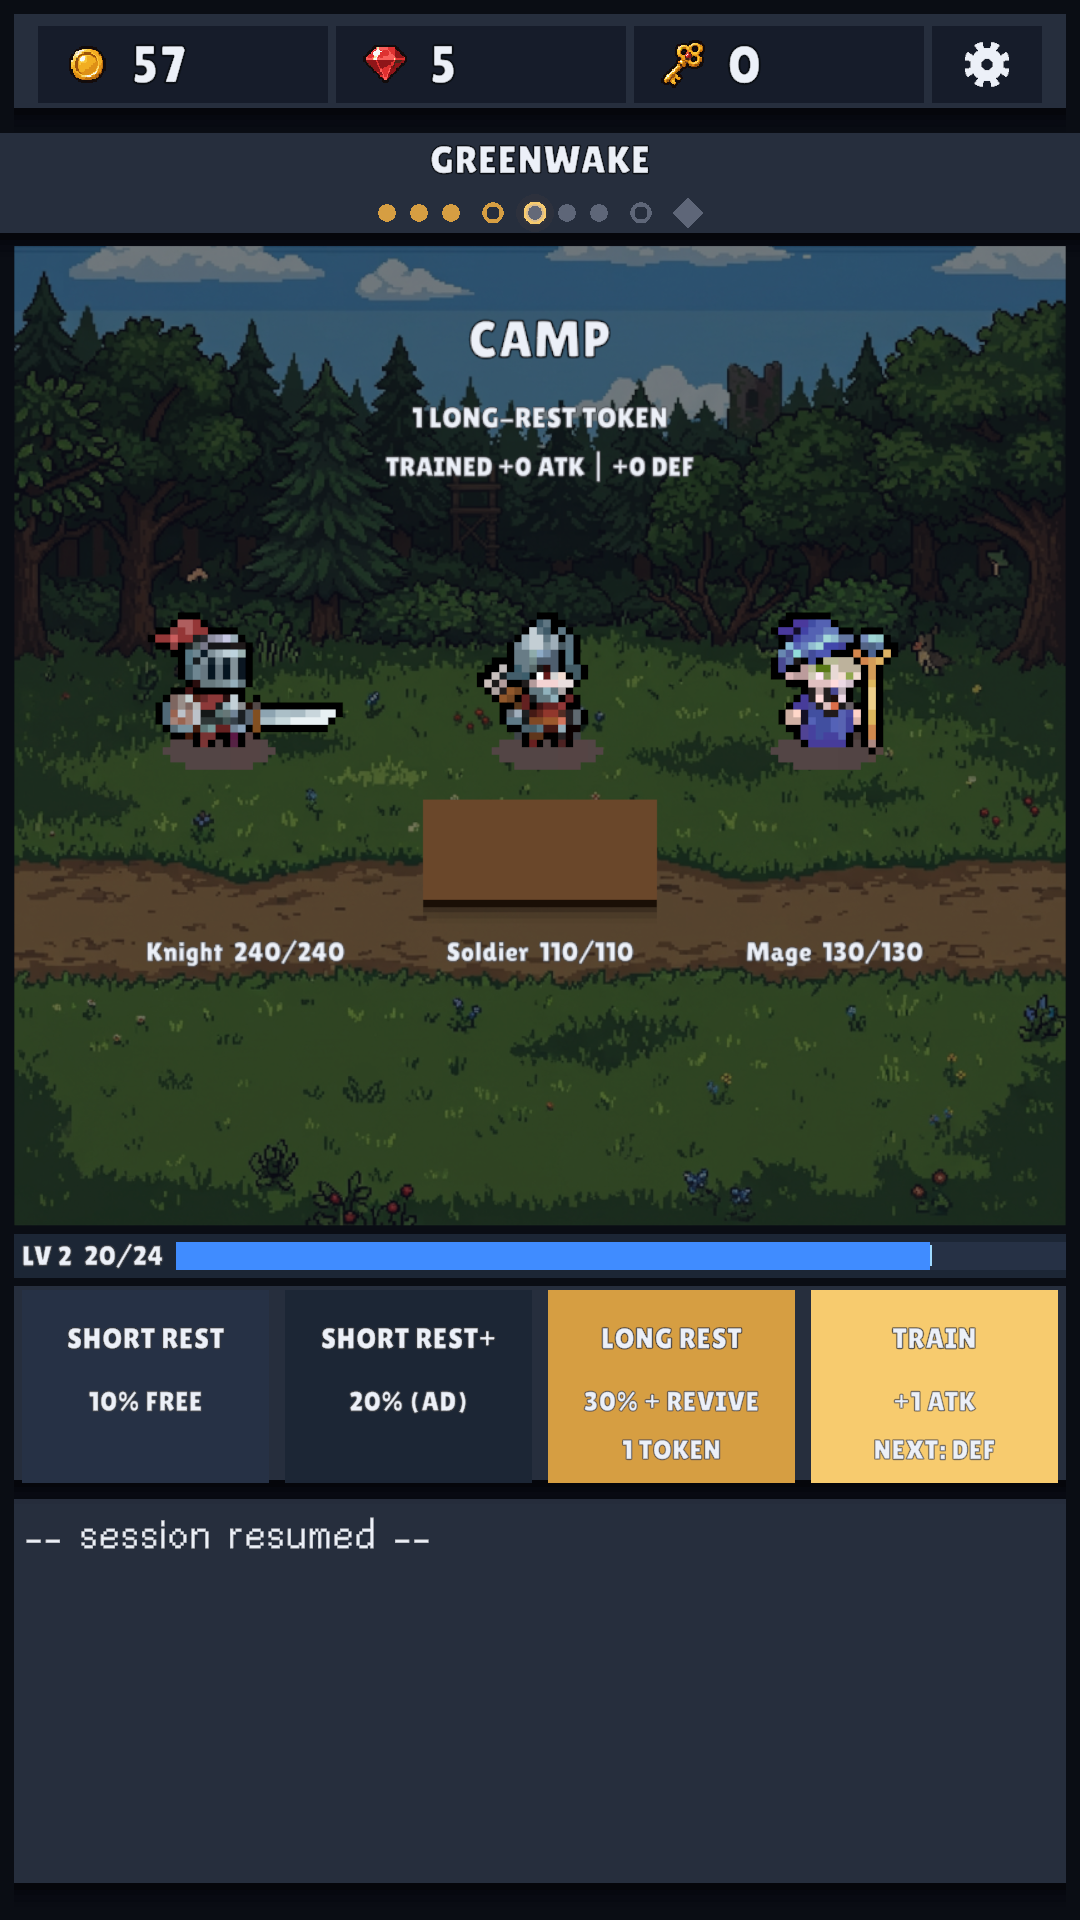 57
5
0
GREENWAKE
CAMP
1 LONG-REST TOKEN
TRAINED +0 ATK | +0 DEF
Knight 240/240
Soldier 110/110
Mage 130/130
LV 2 20/24
SHORT REST
10% FREE
SHORT REST+
20% (AD)
LONG REST
30% + REVIVE
1 TOKEN
TRAIN
+1 ATK
NEXT: DEF
-- session resumed --